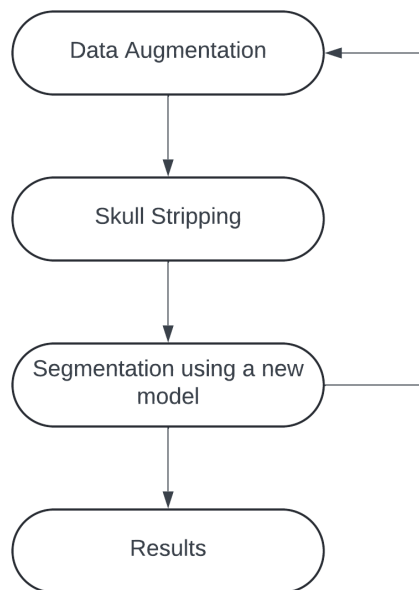 Data Augmentation
Skull Stripping
Segmentation using a new
model
Results